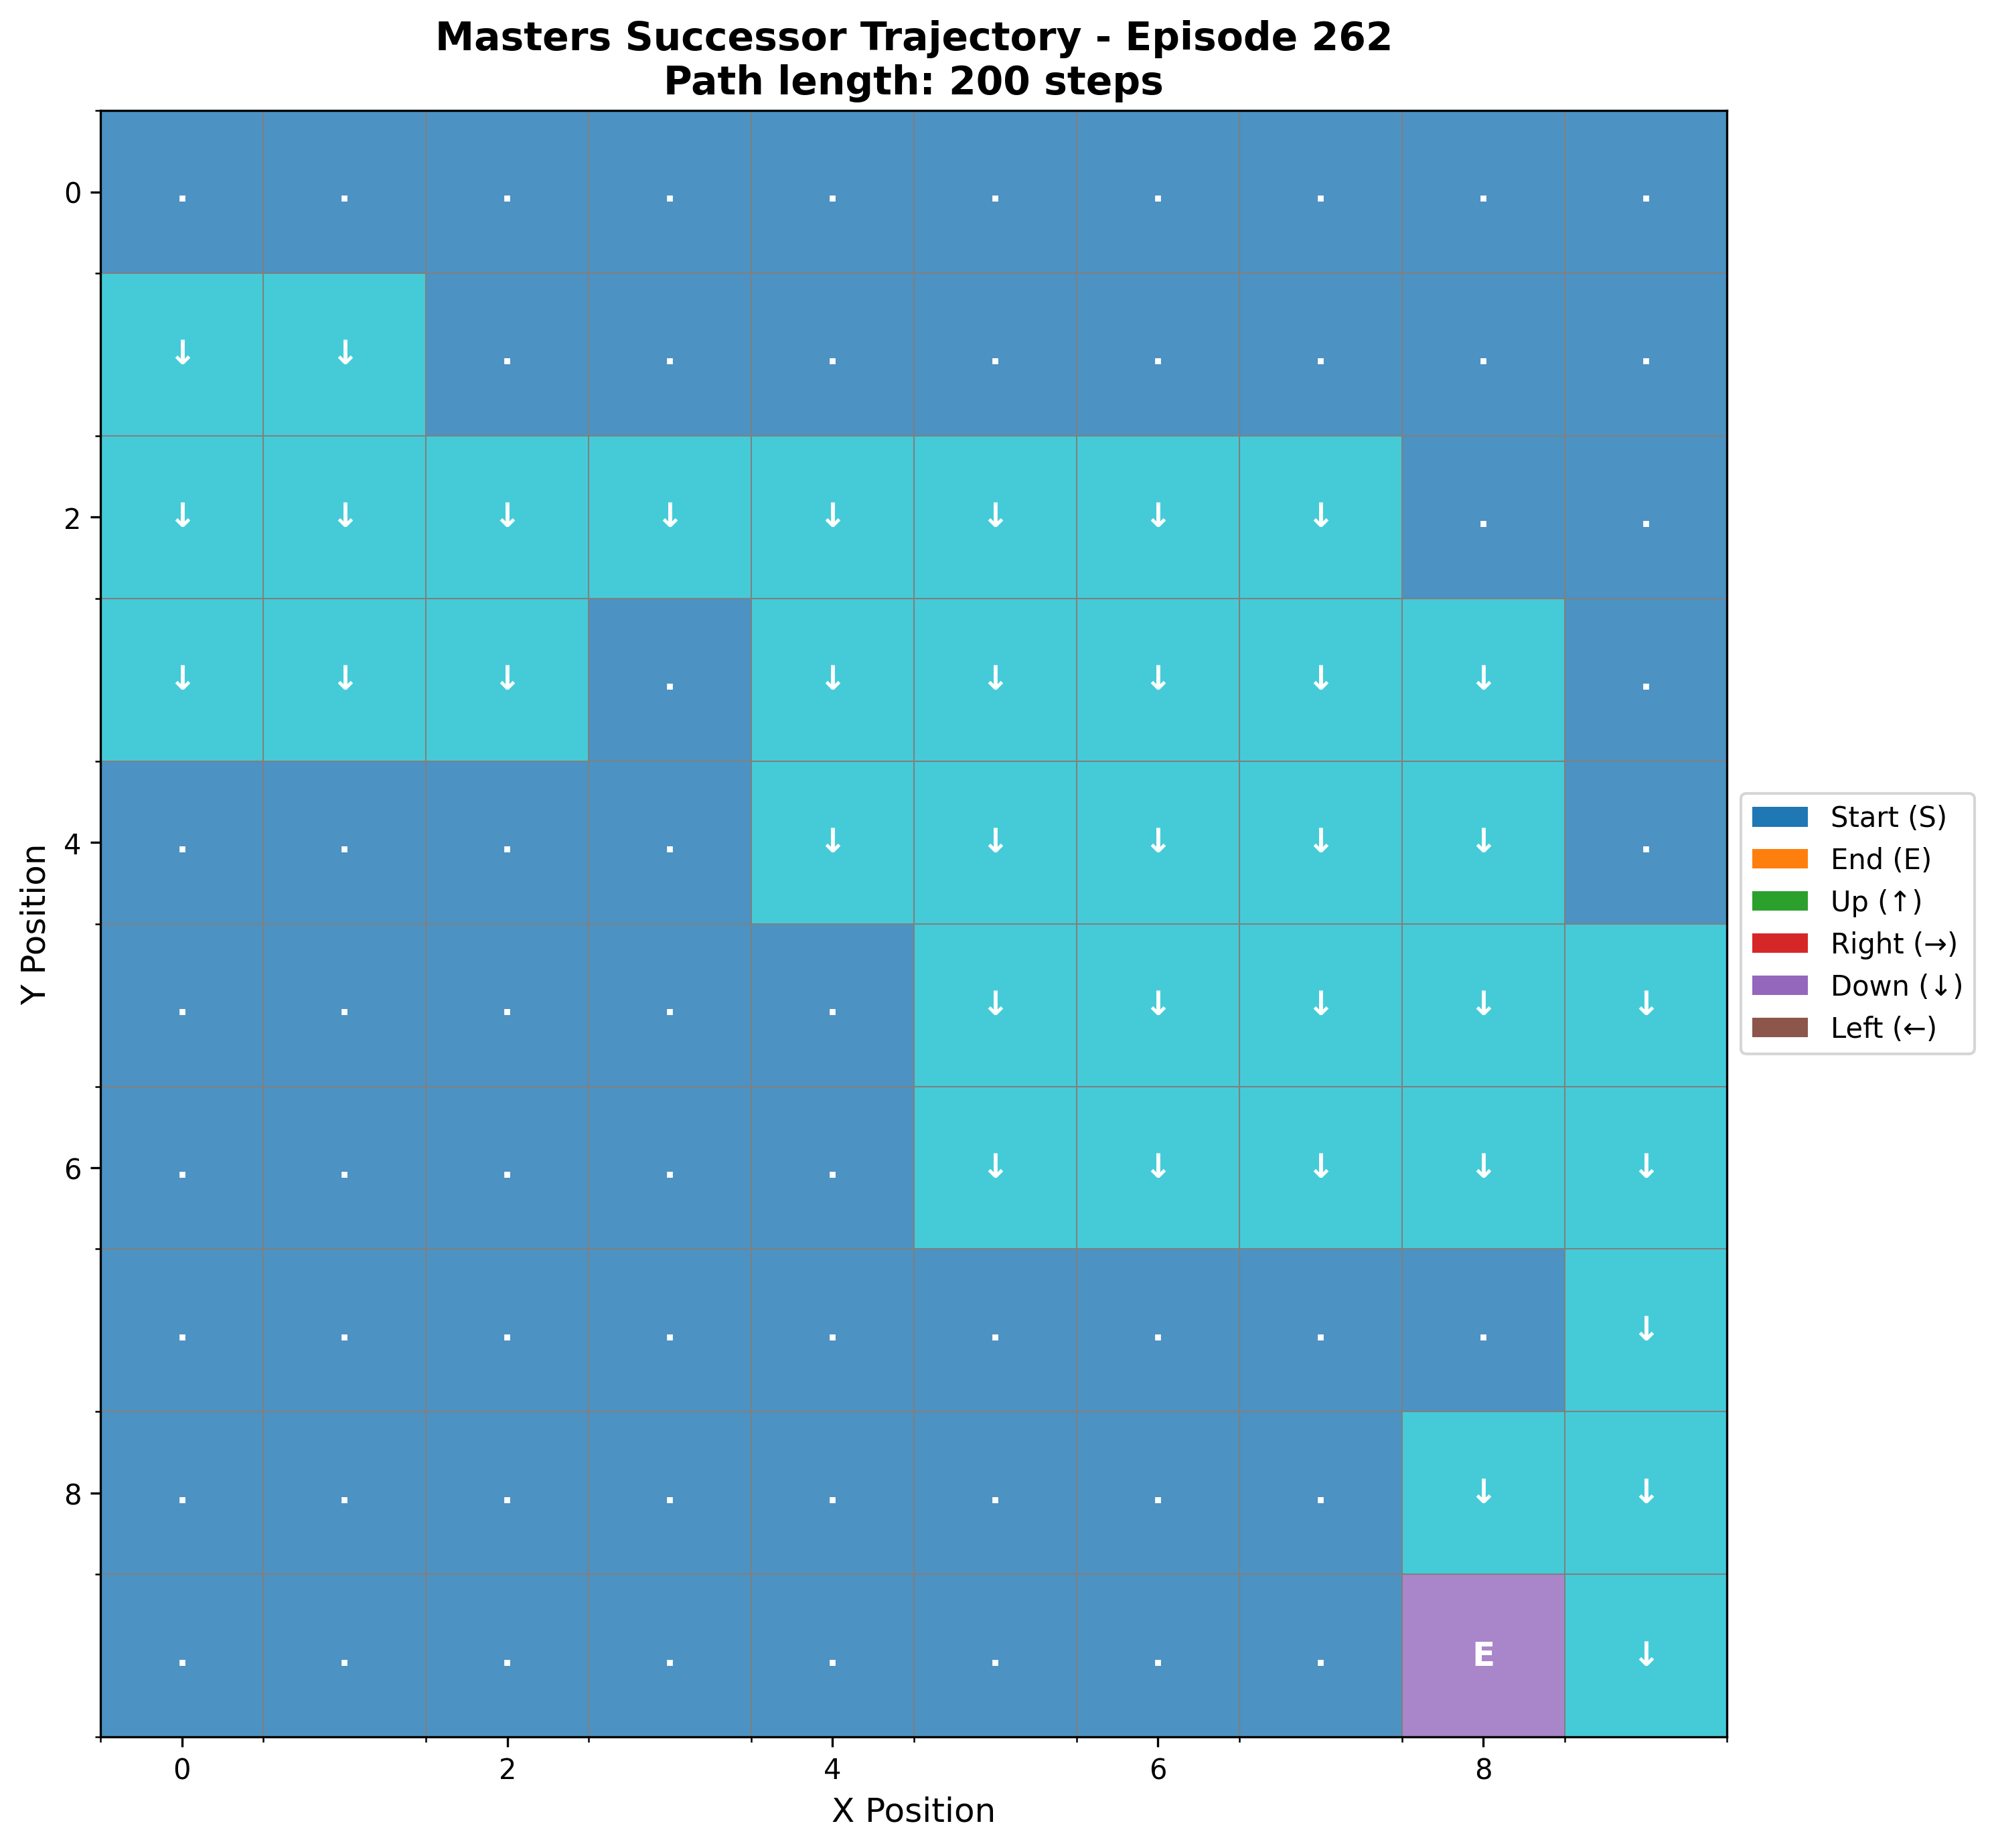 Masters Successor Trajectory - Episode 262
Path length: 200 steps
0 . . . . . . . . . .
↓ ↓ . . . . . . . .
2 ↓ ↓ ↓ ↓ ↓ ↓ ↓ ↓ . .
↓ ↓ ↓ . ↓ ↓ ↓ ↓ ↓ .
4 . . . . ↓ ↓ ↓ ↓ ↓ .
. . . . . ↓ ↓ ↓ ↓ ↓
6 . . . . . ↓ ↓ ↓ ↓ ↓
. . . . . . . . . ↓
8 . . . . . . . . ↓ ↓
. . . . . . . . E ↓
0 2 4 6 8
X Position
Y Position
Start (S)
End (E)
Up (↑)
Right (→)
Down (↓)
Left (←)